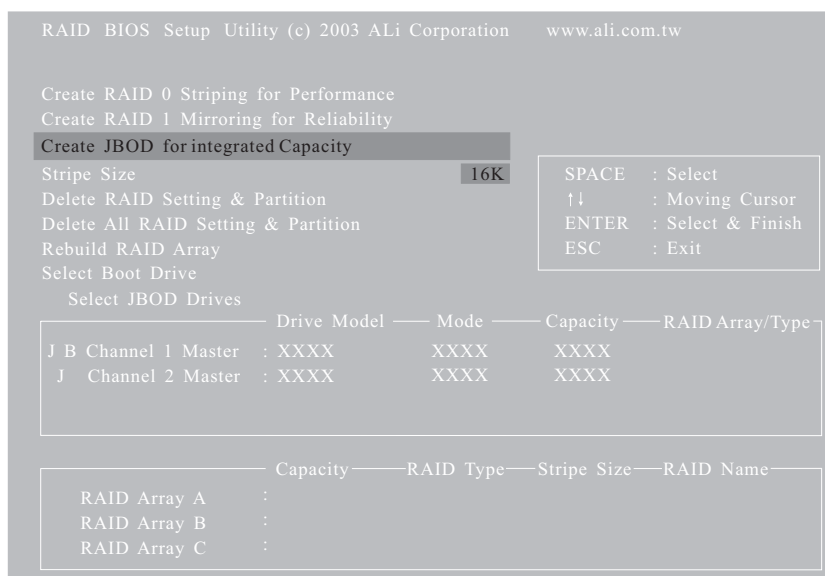 RAID BIOS Setup Utility (c) 2003 ALi Corporation www.ali.com.tw
Create RAID 0 Striping for Performance
Create RAID 1 Mirroring for Reliability
Create JBOD for integrated Capacity
Stripe Size 16K
Delete RAID Setting & Partition
Delete All RAID Setting & Partition
Rebuild RAID Array
Select Boot Drive
Select JBOD Drives
SPACE : Select
↑↓ : Moving Cursor
ENTER : Select & Finish
ESC : Exit
Drive Model Mode Capacity RAID Array/Type
J B Channel 1 Master : XXXX XXXX XXXX
J Channel 2 Master : XXXX XXXX XXXX
Capacity RAID Type Stripe Size RAID Name
RAID Array A :
RAID Array B :
RAID Array C :